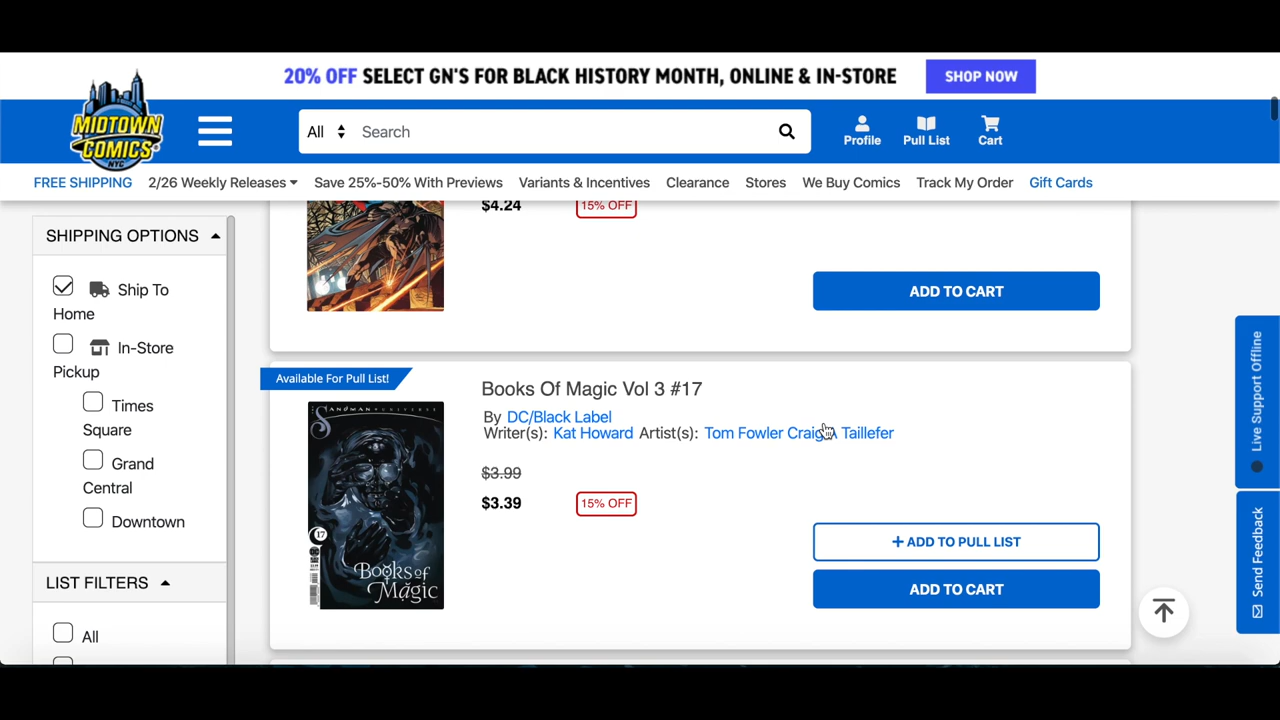 20% OFF SELECT GN'S FOR BLACK HISTORY MONTH, ONLINE & IN-STORE
SHOP NOW
MIDTOWN
COMICS
NYC
All
Search
Profile
Pull List
Cart
FREE SHIPPING
2/26 Weekly Releases
Save 25%-50% With Previews
Variants & Incentives
Clearance
Stores
We Buy Comics
Track My Order
Gift Cards
SHIPPING OPTIONS
Ship To
Home
In-Store
Pickup
Times
Square
Grand
Central
Downtown
LIST FILTERS
All
$4.24
15% OFF
ADD TO CART
Available For Pull List!
SANDMAN UNIVERSE
17
DC
Books of
Magic
Books Of Magic Vol 3 #17
By DC/Black Label
Writer(s): Kat Howard Artist(s): Tom Fowler Craig A Taillefer
$3.99
$3.39
15% OFF
+ ADD TO PULL LIST
ADD TO CART
Live Support Offline
Send Feedback